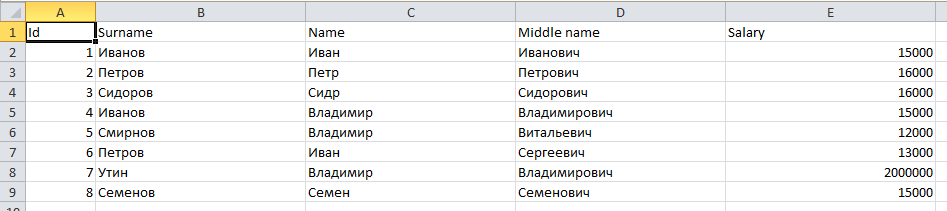 A B C D E
1 Id Surname Name Middle name Salary
2 1 Иванов Иван Иванович 15000
3 2 Петров Петр Петрович 16000
4 3 Сидоров Сидр Сидорович 16000
5 4 Иванов Владимир Владимирович 15000
6 5 Смирнов Владимир Витальевич 12000
7 6 Петров Иван Сергеевич 13000
8 7 Утин Владимир Владимирович 2000000
9 8 Семенов Семен Семенович 15000